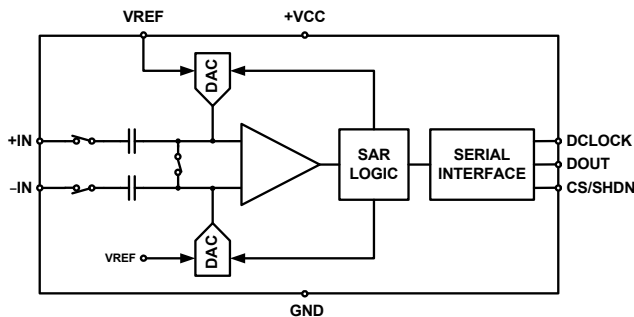 VREF
+VCC
DAC
+IN
–IN
SAR
LOGIC
SERIAL
INTERFACE
DCLOCK
DOUT
CS/SHDN
VREF
DAC
GND